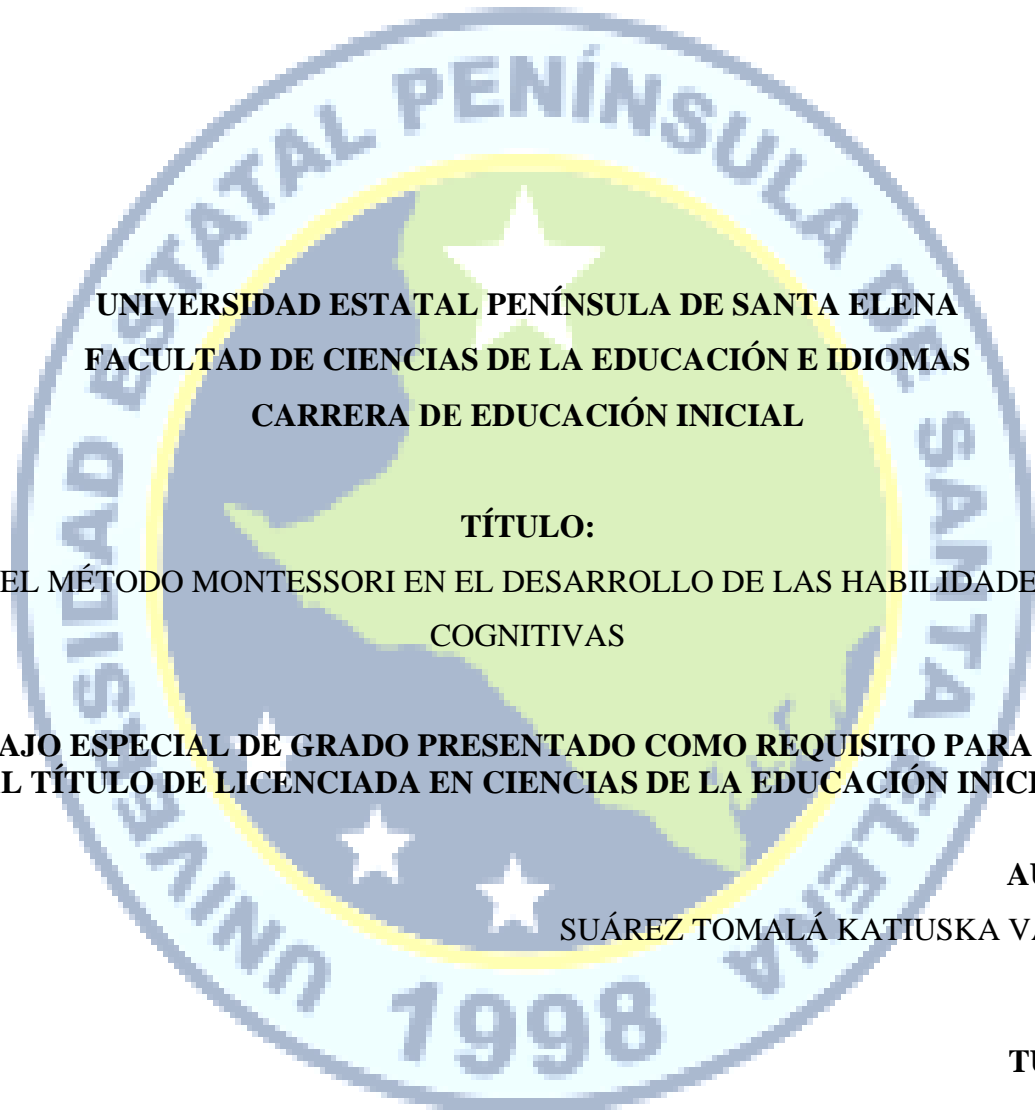 UNIVERSIDAD ESTATAL PENÍNSULA DE SANTA ELENA
1998
UNIVERSIDAD ESTATAL PENÍNSULA DE SANTA ELENA
FACULTAD DE CIENCIAS DE LA EDUCACIÓN E IDIOMAS
CARRERA DE EDUCACIÓN INICIAL
TÍTULO:
EL MÉTODO MONTESSORI EN EL DESARROLLO DE LAS HABILIDADE
COGNITIVAS
AJO ESPECIAL DE GRADO PRESENTADO COMO REQUISITO PARA
L TÍTULO DE LICENCIADA EN CIENCIAS DE LA EDUCACIÓN INICI
AU
SUÁREZ TOMALÁ KATIUSKA VA
TU